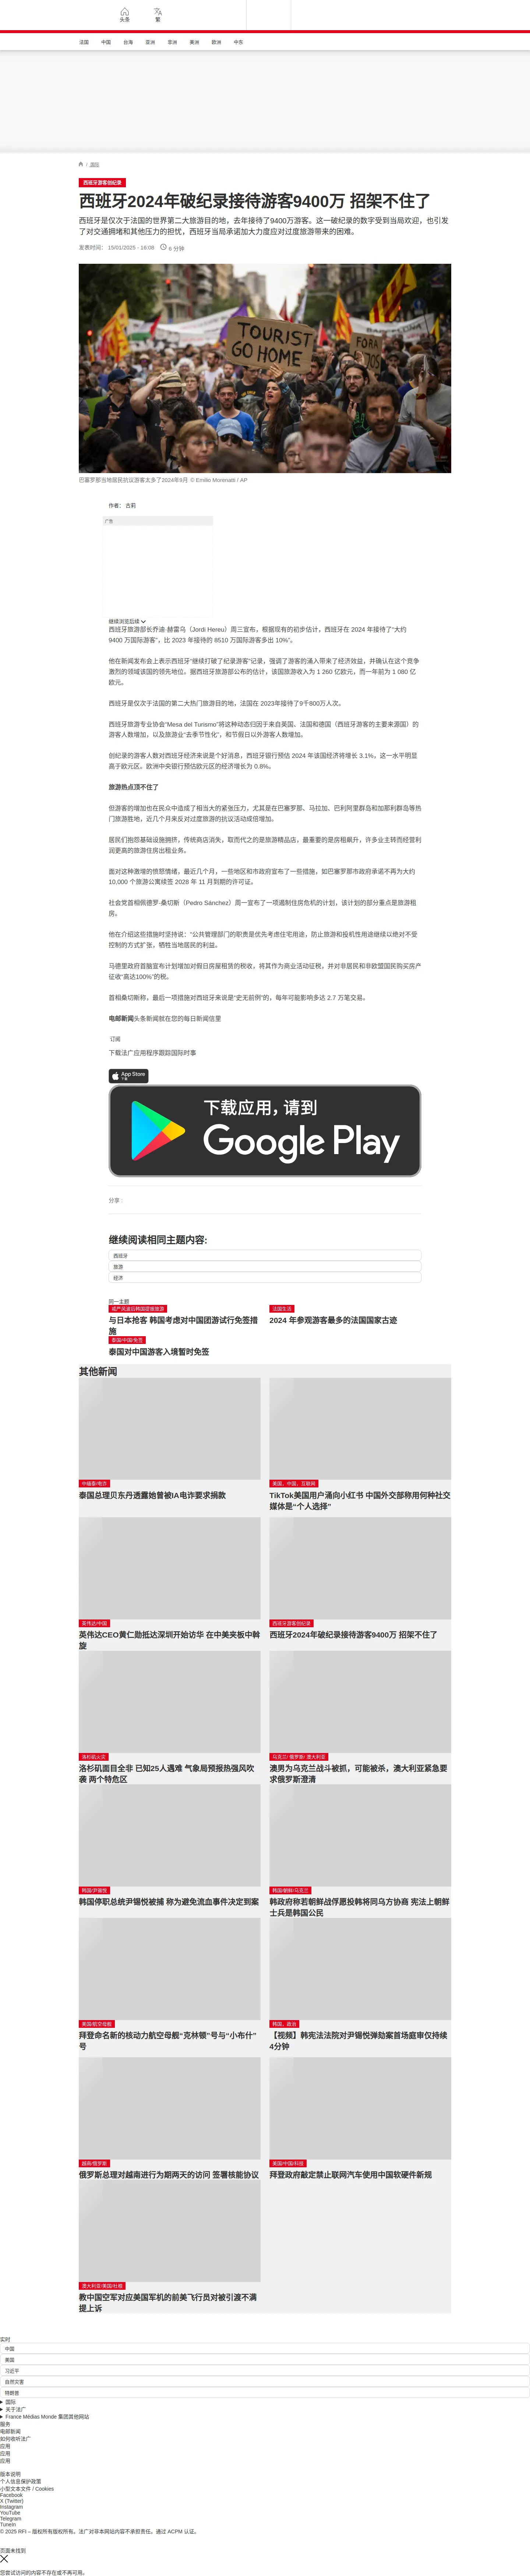 头条
繁
法国
中国
台海
亚洲
非洲
美洲
欧洲
中东
国际
西班牙游客创纪录
西班牙2024年破纪录接待游客9400万 招架不住了
西班牙是仅次于法国的世界第二大旅游目的地，去年接待了9400万游客。这一破纪录的数字受到当局欢迎，也引发了对交通拥堵和其他压力的担忧，西班牙当局承诺加大力度应对过度旅游带来的困难。
发表时间： 15/01/2025 - 16:08
6 分钟
TOURIST GO HOME
BARCELONA
FORA
巴塞罗那当地居民抗议游客太多了2024年9月 © Emilio Morenatti / AP
作者： 古莉
广告
继续浏览后续
西班牙旅游部长乔迪·赫雷乌（Jordi Hereu）周三宣布，根据现有的初步估计，西班牙在 2024 年接待了“大约 9400 万国际游客”，比 2023 年接待的 8510 万国际游客多出 10%”。
他在新闻发布会上表示西班牙“继续打破了纪录游客”记录，强调了游客的涌入带来了经济效益，并确认在这个竞争激烈的领域该国的领先地位。据西班牙旅游部公布的估计，该国旅游收入为 1 260 亿欧元，而一年前为 1 080 亿欧元。
西班牙是仅次于法国的第二大热门旅游目的地，法国在 2023年接待了9千800万人次。
西班牙旅游专业协会“Mesa del Turismo”将这种动态归因于来自英国、法国和德国（西班牙游客的主要来源国）的游客人数增加，以及旅游业“去季节性化”，和节假日以外游客人数增加。
创纪录的游客人数对西班牙经济来说是个好消息，西班牙银行预估 2024 年该国经济将增长 3.1%，这一水平明显高于欧元区。欧洲中央银行预估欧元区的经济增长为 0.8%。
旅游热点顶不住了
但游客的增加也在民众中造成了相当大的紧张压力，尤其是在巴塞罗那、马拉加、巴利阿里群岛和加那利群岛等热门旅游胜地，近几个月来反对过度旅游的抗议活动成倍增加。
居民们抱怨基础设施拥挤，传统商店消失，取而代之的是旅游精品店，最重要的是房租飙升，许多业主转而经营利润更高的旅游住房出租业务。
面对这种激增的愤怒情绪，最近几个月，一些地区和市政府宣布了一些措施，如巴塞罗那市政府承诺不再为大约 10,000 个旅游公寓续签 2028 年 11 月到期的许可证。
社会党首相佩德罗·桑切斯（Pedro Sánchez）周一宣布了一项遏制住房危机的计划，该计划的部分重点是旅游租房。
他在介绍这些措施时坚持说：“公共管理部门的职责是优先考虑住宅用途，防止旅游和投机性用途继续以绝对不受控制的方式扩张，牺牲当地居民的利益。
马德里政府首脑宣布计划增加对假日房屋租赁的税收，将其作为商业活动征税，并对非居民和非欧盟国民购买房产征收“高达100%”的税。
首相桑切斯称，最后一项措施对西班牙来说是“史无前例”的，每年可能影响多达 2.7 万笔交易。
电邮新闻头条新闻就在您的每日新闻信里
订阅
下载法广应用程序跟踪国际时事
App Store
下载应用，请到
Google Play
分享 :
继续阅读相同主题内容:
西班牙
旅游
经济
同一主题
戒严风波后韩国提振旅游
与日本抢客 韩国考虑对中国团游试行免签措施
法国生活
2024 年参观游客最多的法国国家古迹
泰国/中国/免签
泰国对中国游客入境暂时免签
其他新闻
中缅泰/电诈
泰国总理贝东丹透露她曾被IA电诈要求捐款
美国、中国、互联网
TikTok美国用户涌向小红书 中国外交部称用何种社交媒体是“个人选择”
英伟达/中国
英伟达CEO黄仁勋抵达深圳开始访华 在中美夹板中斡旋
西班牙游客创纪录
西班牙2024年破纪录接待游客9400万 招架不住了
洛杉矶火灾
洛杉矶面目全非 已知25人遇难 气象局预报热强风吹袭 两个特危区
乌克兰/ 俄罗斯/ 澳大利亚
澳男为乌克兰战斗被抓，可能被杀，澳大利亚紧急要求俄罗斯澄清
韩国/尹锡悦
韩国停职总统尹锡悦被捕 称为避免流血事件决定到案
韩国/朝鲜/乌克兰
韩政府称若朝鲜战俘愿投韩将同乌方协商 宪法上朝鲜士兵是韩国公民
美国/航空母舰
拜登命名新的核动力航空母舰“克林顿”号与“小布什”号
韩国、政治
【视频】韩宪法法院对尹锡悦弹劾案首场庭审仅持续4分钟
越南/俄罗斯
俄罗斯总理对越南进行为期两天的访问 签署核能协议
美国/中国/科技
拜登政府敲定禁止联网汽车使用中国软硬件新规
澳大利亚/美国/杜根
教中国空军对应美国军机的前美飞行员对被引渡不满提上诉
实时
中国
美国
习近平
自然灾害
特朗普
国际
关于法广
France Médias Monde 集团其他网站
服务
电邮新闻
如何收听法广
应用
应用
应用
版本说明
个人信息保护政策
小型文本文件 / Cookies
Facebook
X (Twitter)
Instagram
YouTube
Telegram
TuneIn
© 2025 RFI – 版权所有版权所有。法广对非本网站内容不承担责任。通过 ACPM 认证。
页面未找到
您尝试访问的内容不存在或不再可用。